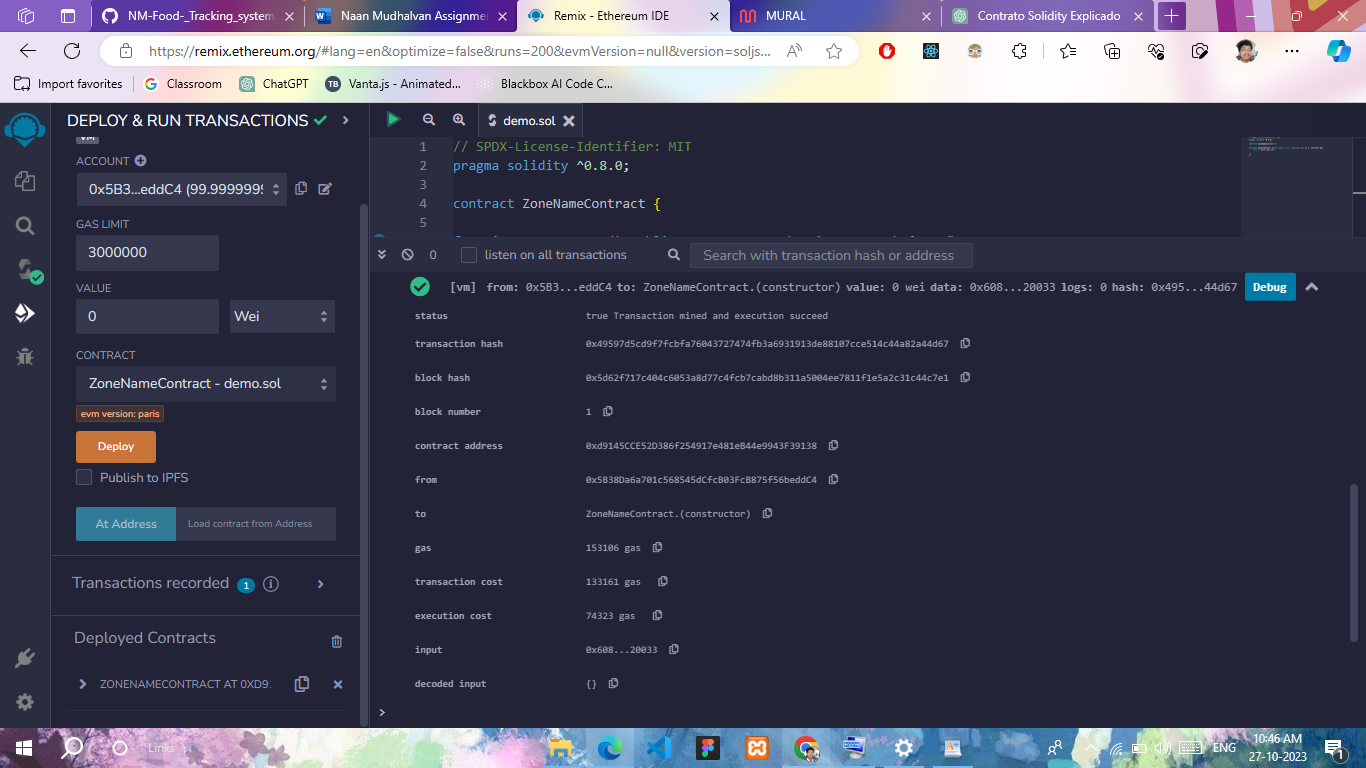 NM-Food-_Tracking_system
Naan Mudhalvan Assignmen
Remix - Ethereum IDE
MURAL
Contrato Solidity Explicado
https://remix.ethereum.org/#lang=en&optimize=false&runs=200&evmVersion=null&version=soljs...
Import favorites
Classroom
ChatGPT
TB Vanta.js - Animated...
Blackbox AI Code C...
DEPLOY & RUN TRANSACTIONS
VM
ACCOUNT
0x5B3...eddC4 (99.9999999
GAS LIMIT
3000000
VALUE
0
Wei
CONTRACT
ZoneNameContract - demo.sol
evm version: paris
Deploy
Publish to IPFS
At Address
Load contract from Address
Transactions recorded 1
Deployed Contracts
ZONENAMECONTRACT AT 0XD9:
demo.sol
1 // SPDX-License-Identifier: MIT
2 pragma solidity ^0.8.0;
3
4 contract ZoneNameContract {
5
0
listen on all transactions
Search with transaction hash or address
[vm] from: 0x5B3...eddC4 to: ZoneNameContract.(constructor) value: 0 wei data: 0x608...20033 logs: 0 hash: 0x495...44d67
Debug
status true Transaction mined and execution succeed
transaction hash 0x49597d5cd9f7fcbfa76043727474fb3a6931913de88107cce514c44a82a44d67
block hash 0x5d62f717c404c6053a8d77c4fcb7cabd8b311a5004ee7811f1e5a2c31c44c7e1
block number 1
contract address 0xd9145CCE52D386f254917e481eB44e9943F39138
from 0x5B38Da6a701c568545dCfcB03FcB875f56beddC4
to ZoneNameContract.(constructor)
gas 153106 gas
transaction cost 133161 gas
execution cost 74323 gas
input 0x608...20033
decoded input {}
>
Links
ENG
10:46 AM
27-10-2023
1